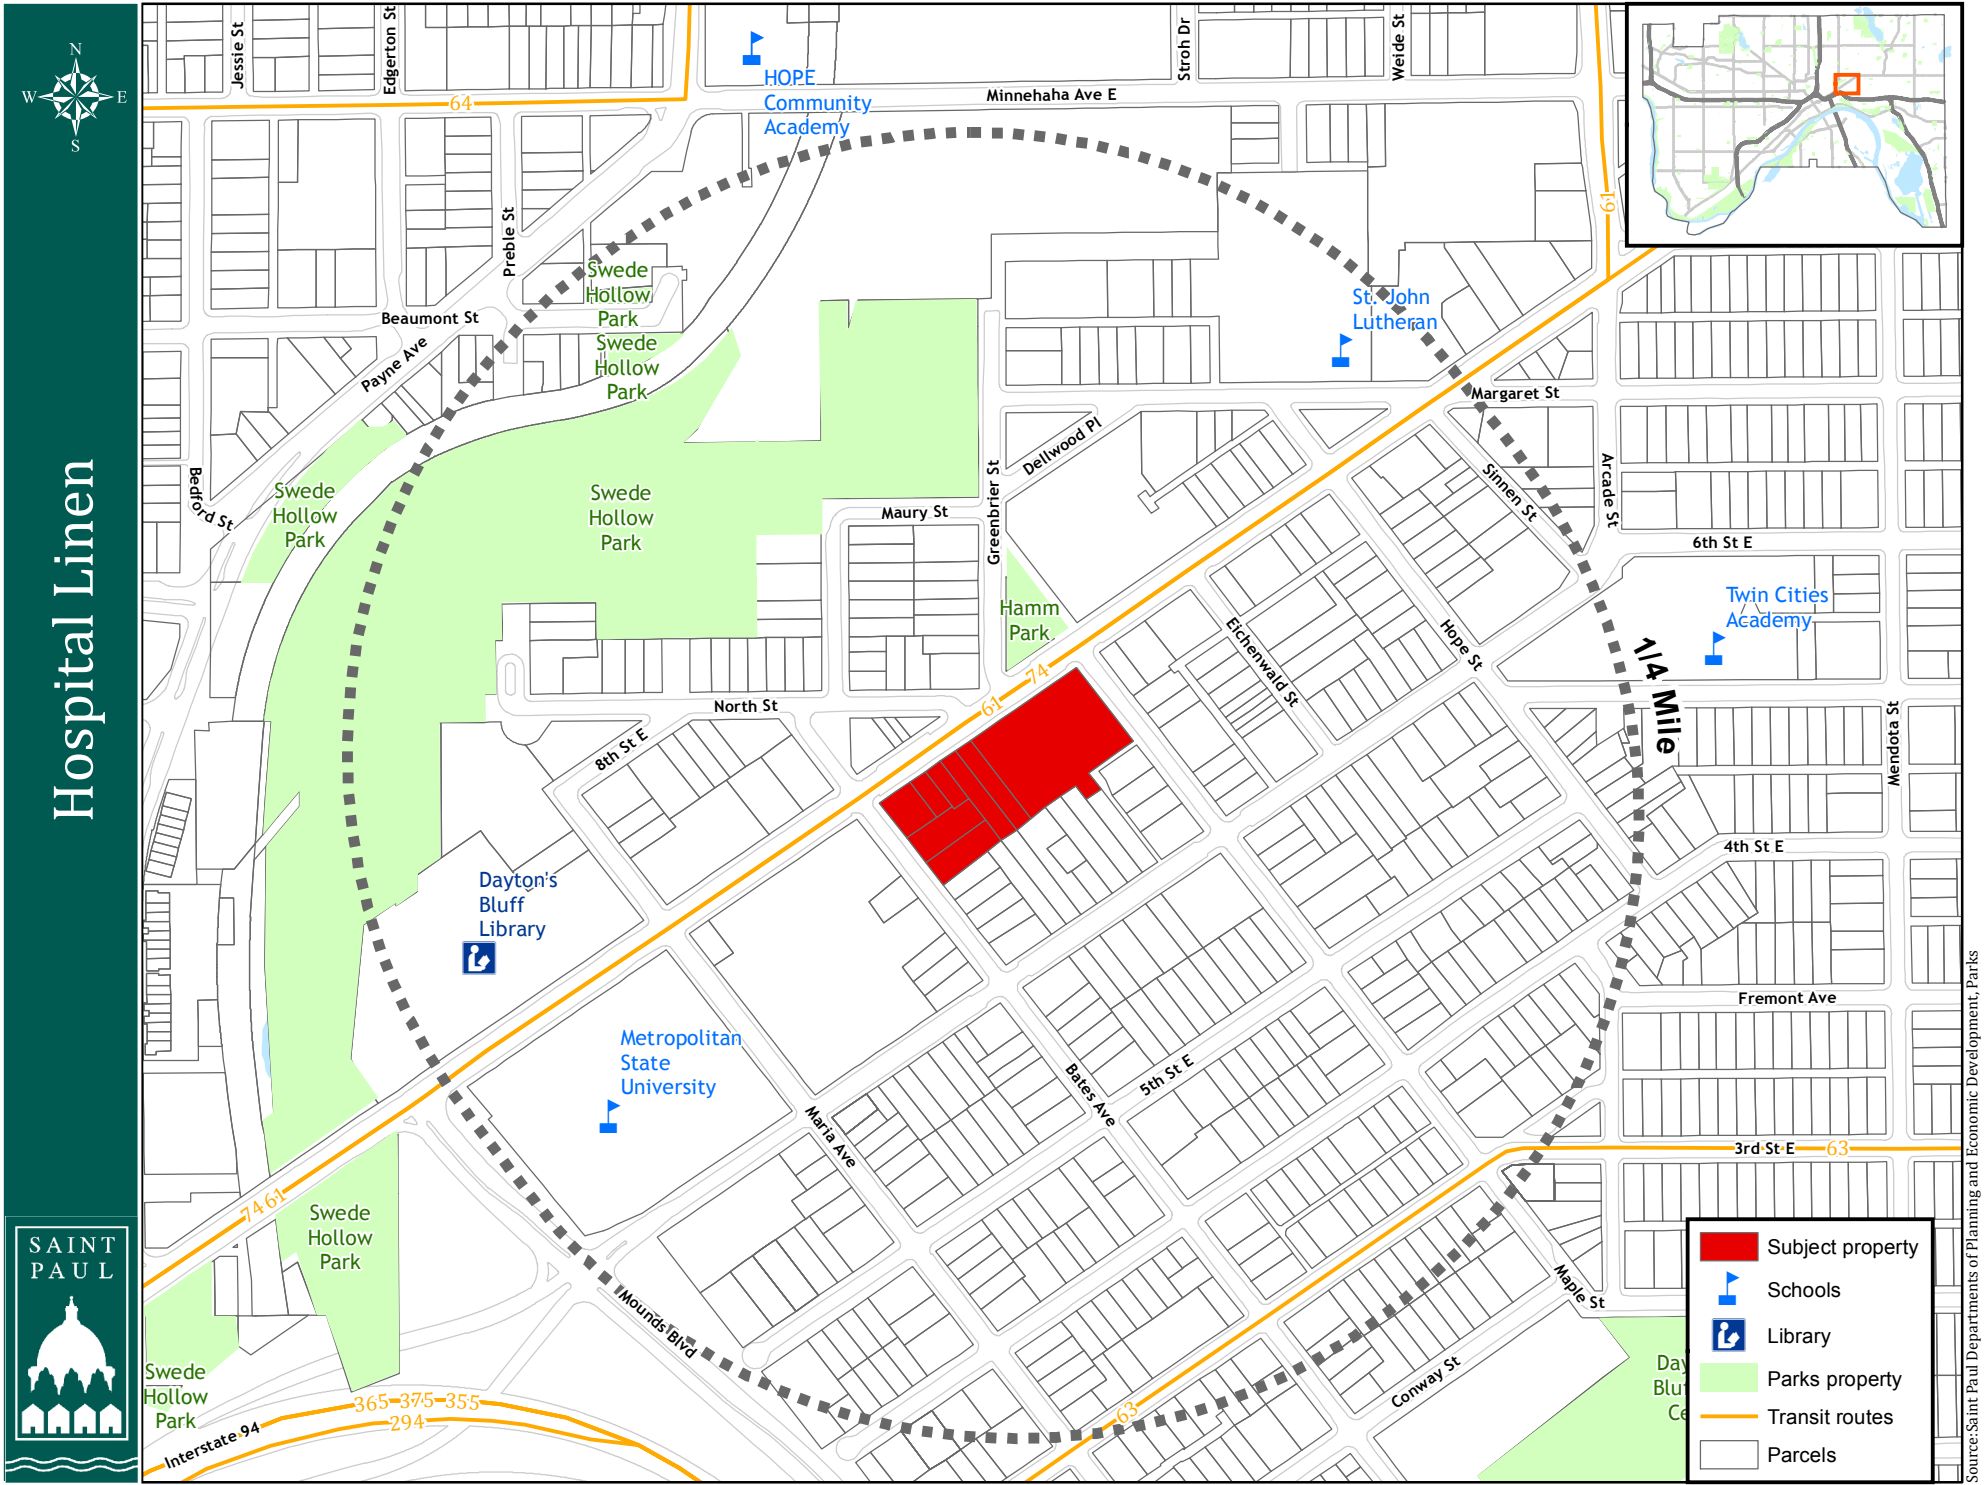 Hospital Linen
N
W
E
S
SAINT
PAUL
Jessie St
Edgerton St
Stroh Dr
Weide St
64
HOPE
Community
Academy
Minnehaha Ave E
61
Preble St
Swede
Hollow
Park
Beaumont St
Payne Ave
Swede
Hollow
Park
St. John
Lutheran
Margaret St
Dellwood Pl
Bedford St
Swede
Hollow
Park
Swede
Hollow
Park
Maury St
Greenbrier St
Sinnen St
Arcade St
6th St E
Twin Cities
Academy
Hamm
Park
Eichenwald St
Hope St
1/4 Mile
61
74
North St
8th St E
Mendota St
4th St E
Dayton's
Bluff
Library
Fremont Ave
Metropolitan
State
University
Bates Ave
5th St E
Maria Ave
3rd St E
63
74 61
Swede
Hollow
Park
Mounds Blvd
Maple St
Conway St
Swede
Hollow
Park
365 375 355
294
Interstate 94
63
Day
Bluf
Ce
Subject property
Schools
Library
Parks property
Transit routes
Parcels
Source:Saint Paul Departments of Planning and Economic Development, Parks